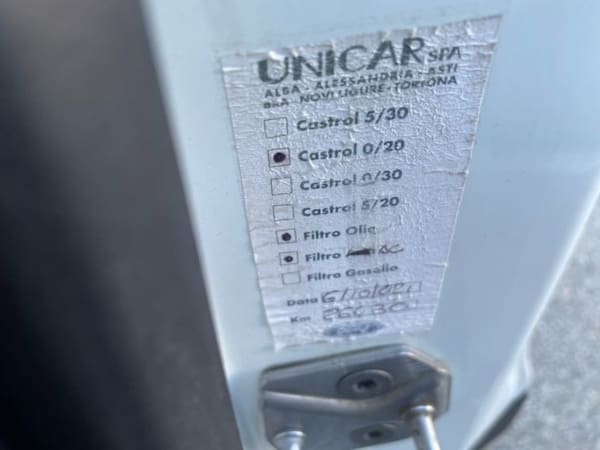 UNICAR SPA
ALBA - ALESSANDRIA - ASTI
BRA - NOVI LIGURE - TORTONA
Castrol 5/30
Castrol 0/20
Castrol 0/30
Castrol 5/20
Filtro Olio
Filtro AC
Filtro Gasolio
Data
Km